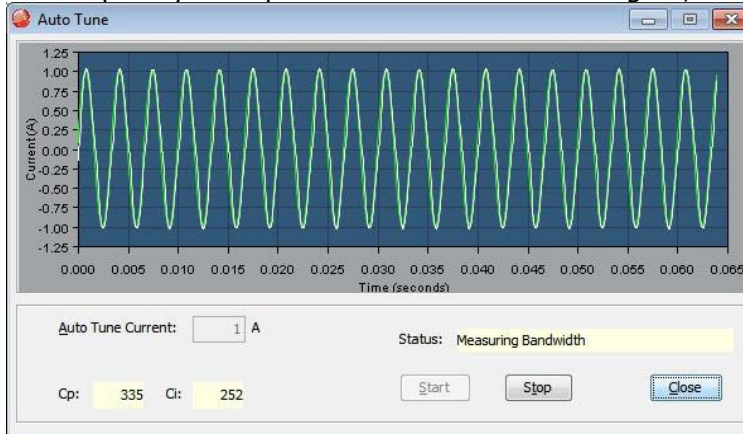 Auto Tune
1.25
1.00
0.75
0.50
0.25
0.00
-0.25
-0.50
-0.75
-1.00
-1.25
Current(A)
0.000 0.005 0.010 0.015 0.020 0.025 0.030 0.035 0.040 0.045 0.050 0.055 0.060 0.065
Time (seconds)
Auto Tune Current: 1 A
Status: Measuring Bandwidth
Cp: 335 Ci: 252
Start Stop Close